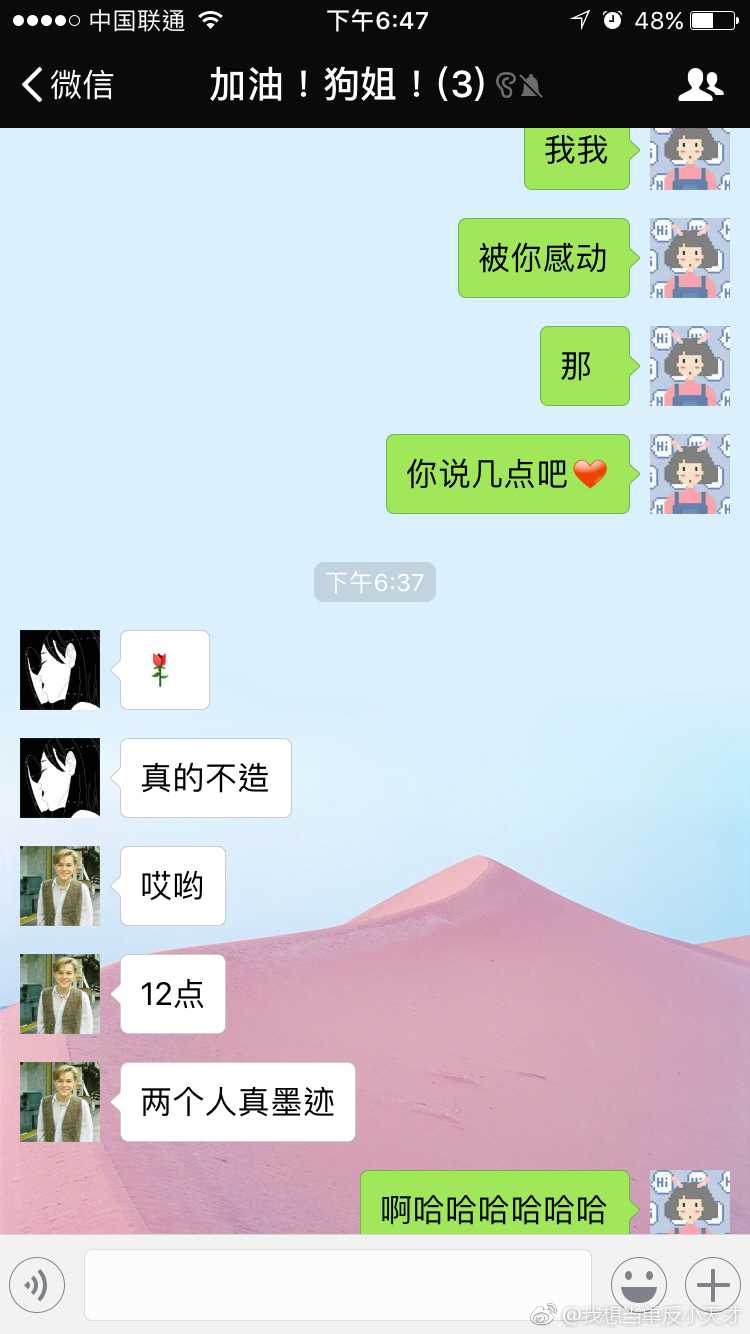 中国联通
下午6:47
48%
微信
加油！狗姐！(3)
我我
被你感动
那
你说几点吧❤️
下午6:37
🌹
真的不造
哎哟
12点
两个人真墨迹
啊哈哈哈哈哈哈
@我想当单反小天才